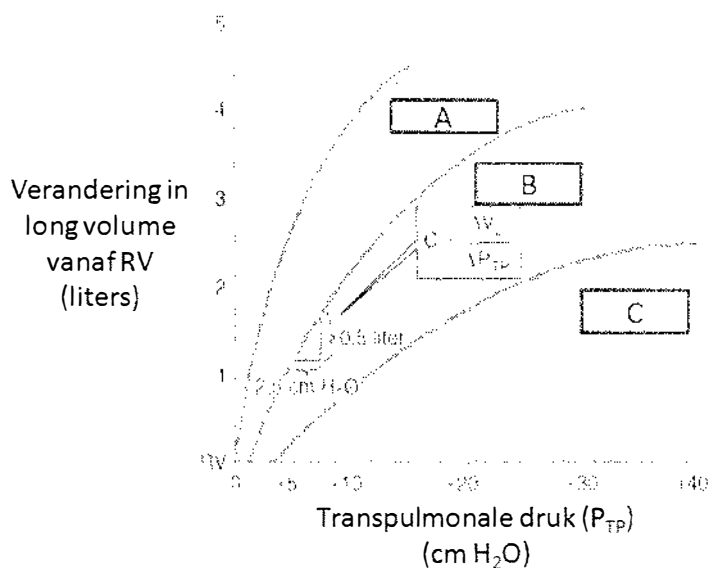 5
4
3
2
1
RV
Verandering in
long volume
vanaf RV
(liters)
A
B
C
0.5 liter
cm H₂O
0
+5
+10
+20
+30
+40
Transpulmonale druk (P_TP)
(cm H₂O)